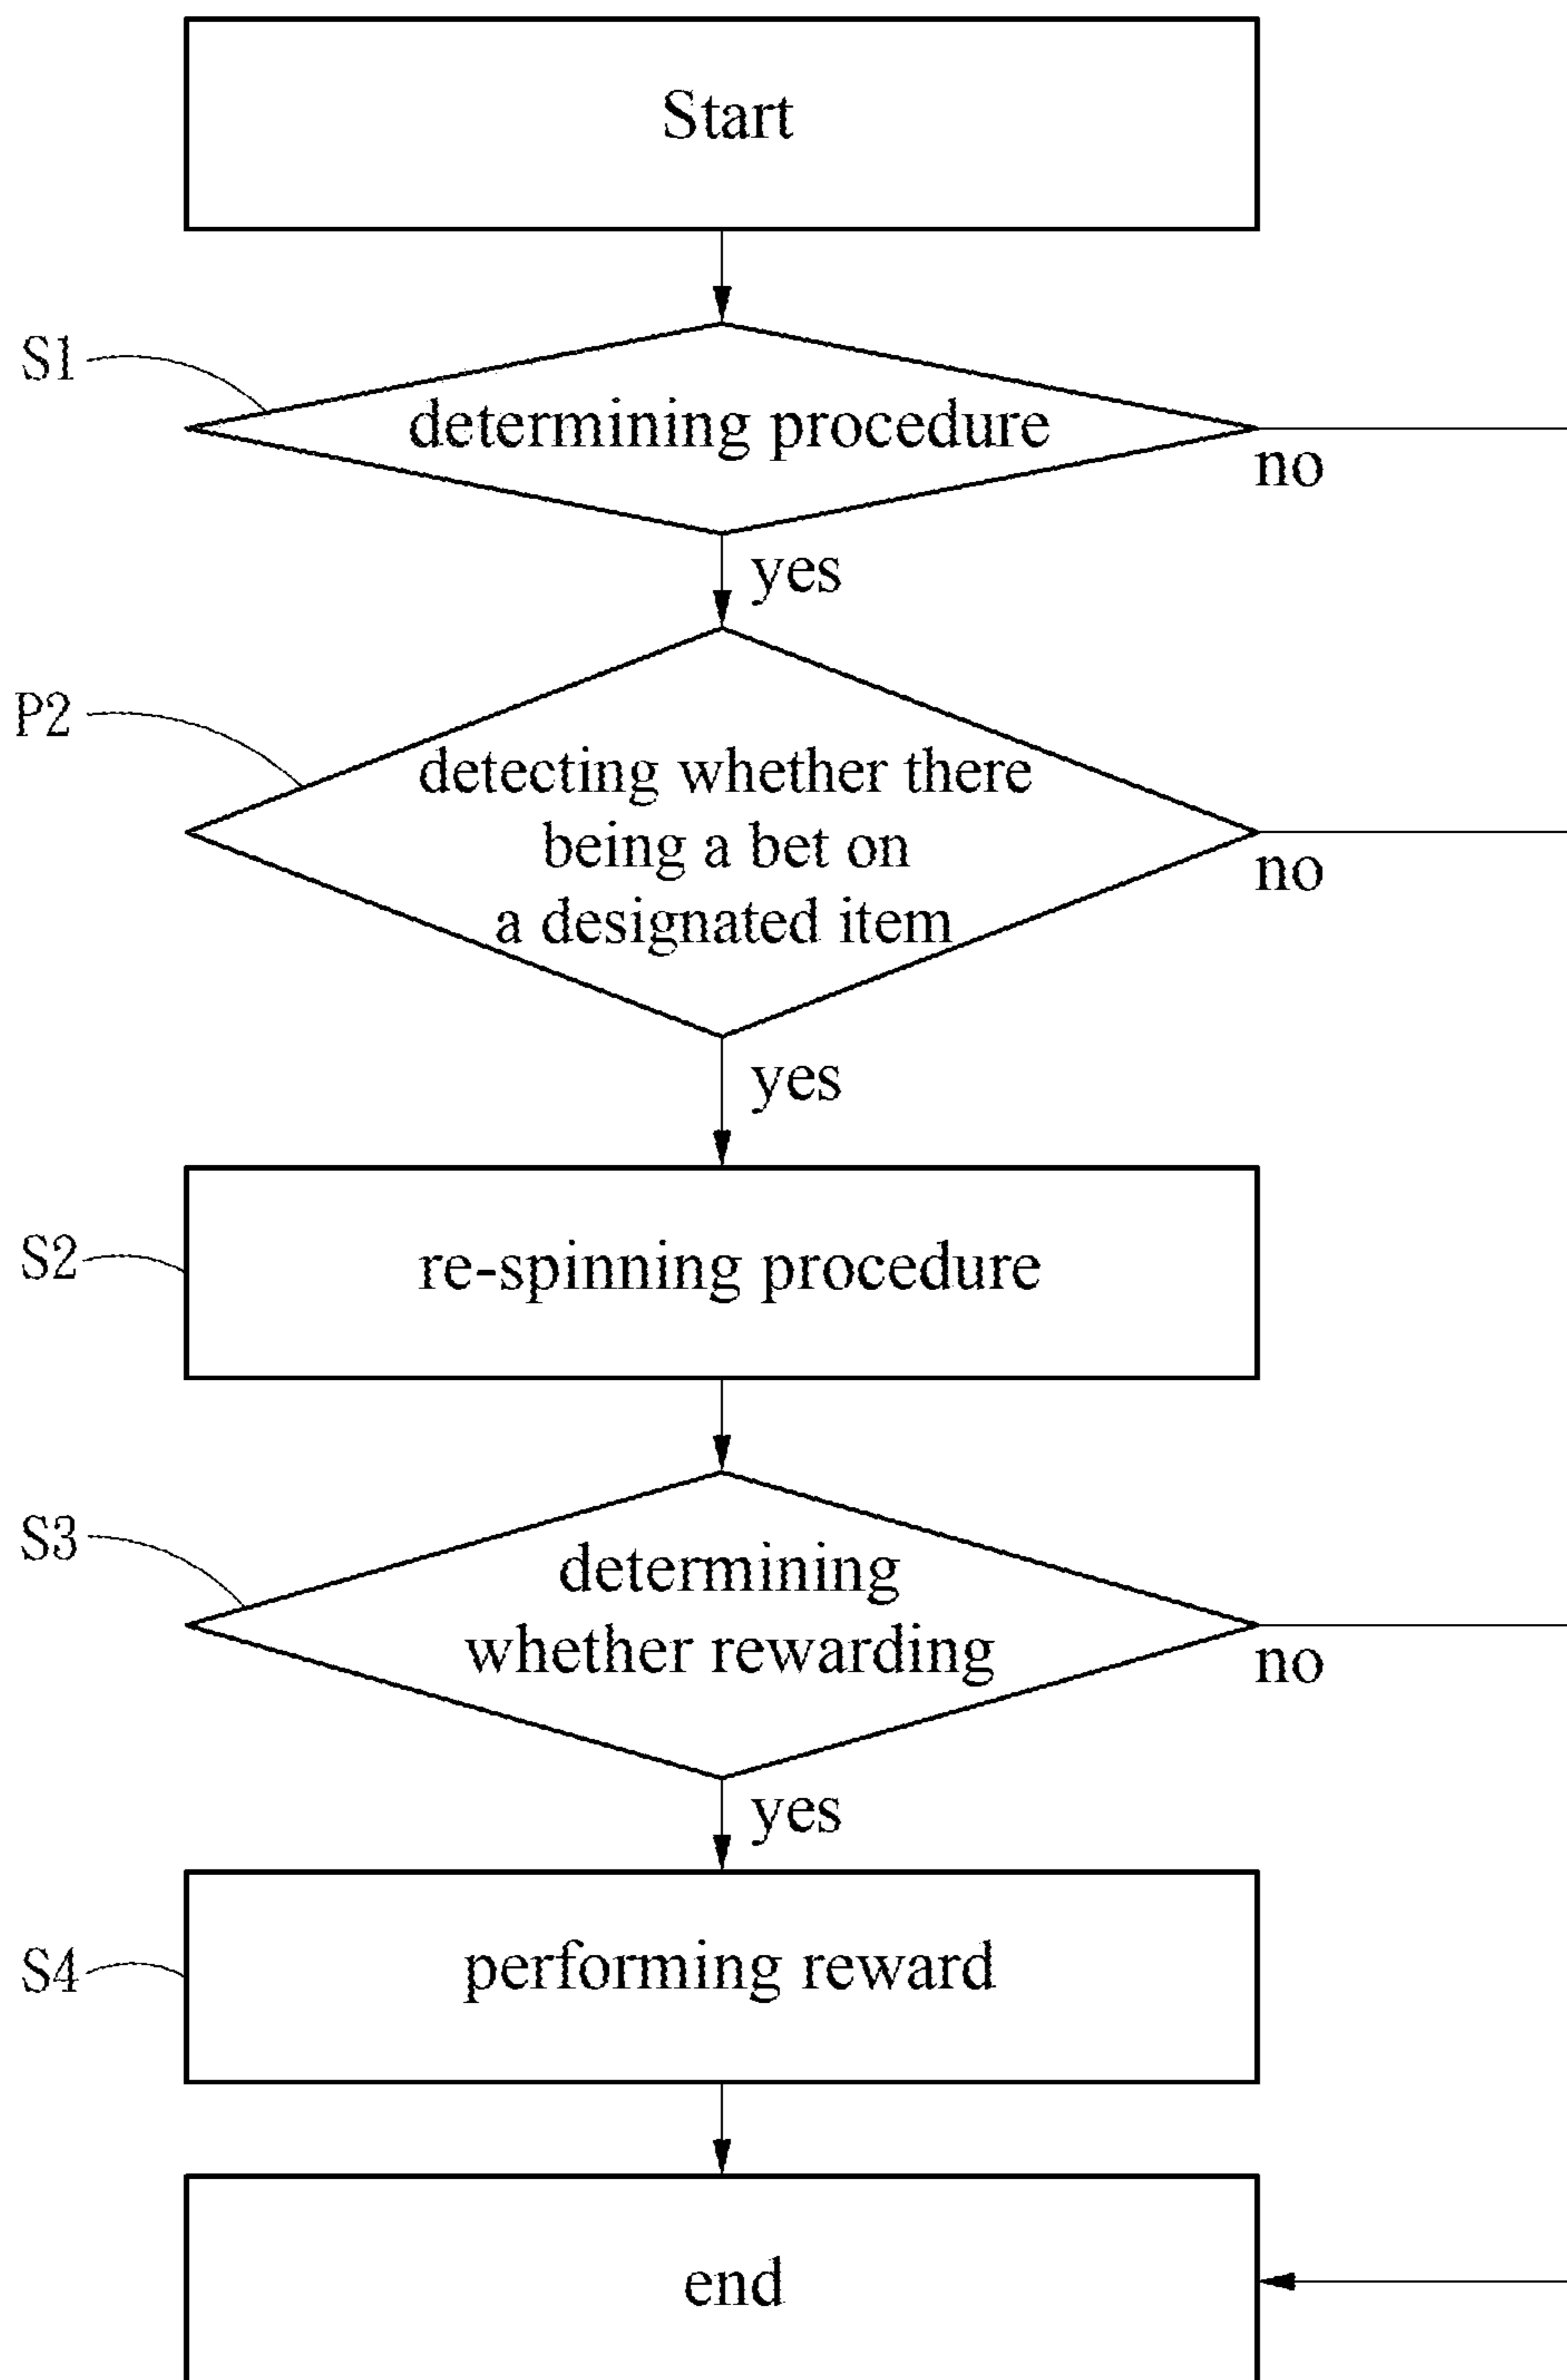 Start
S1
determining procedure
no
yes
P2
detecting whether there
being a bet on
a designated item
no
yes
S2
re-spinning procedure
S3
determining
whether rewarding
no
yes
S4
performing reward
end